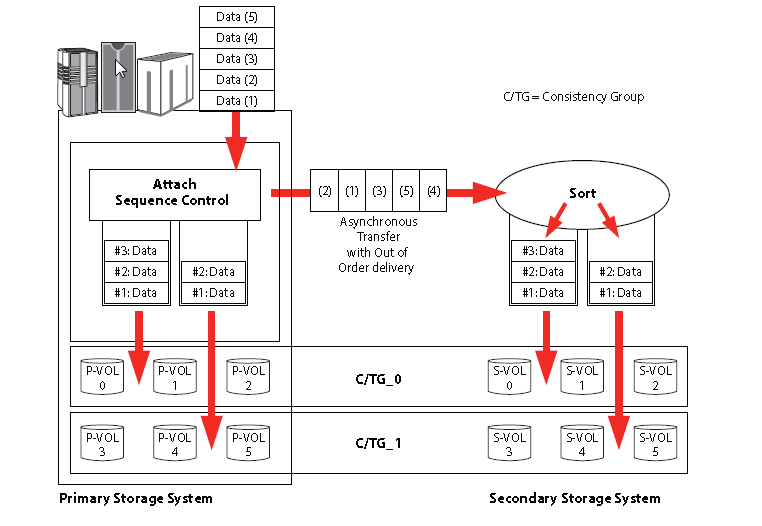 Data (5)
Data (4)
Data (3)
Data (2)
Data (1)
C/TG = Consistency Group
Attach
Sequence Control
(2) (1) (3) (5) (4)
Sort
Asynchronous
Transfer
with Out of
Order delivery
#3: Data
#2: Data
#1: Data
#2: Data
#1: Data
#3: Data
#2: Data
#1: Data
#2: Data
#1: Data
P-VOL
0
P-VOL
1
P-VOL
2
C/TG_0
S-VOL
0
S-VOL
1
S-VOL
2
P-VOL
3
P-VOL
4
P-VOL
5
C/TG_1
S-VOL
3
S-VOL
4
S-VOL
5
Primary Storage System
Secondary Storage System